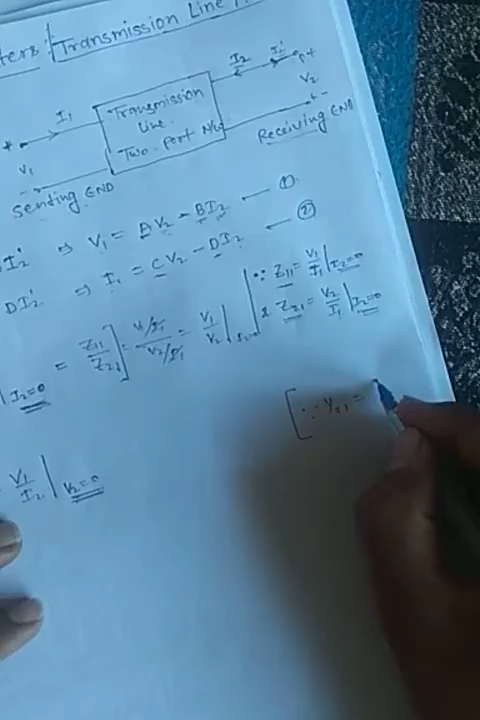 Transmission Line
I₁
I₂
I₂'
+
+
V₁
V₂
-
-
Transmission
Line.
Two-Port N/w
Sending END
Receiving END
I₂' ⇒ V₁ = AV₂ - BI₂ ← ①
DI₂' ⇒ I₁ = CV₂ - DI₂ ← ②
|I₂=0 = Z₁₁/Z₂₁] = V₁/I₁ / V₂/I₁ = V₁/V₂ |I₂=0 [∵ Z₁₁ = V₁/I₁ |I₂=0
& Z₂₁ = V₂/I₁ |I₂=0
V₁/I₂ |V₂=0
[∵ Y₂₁ =